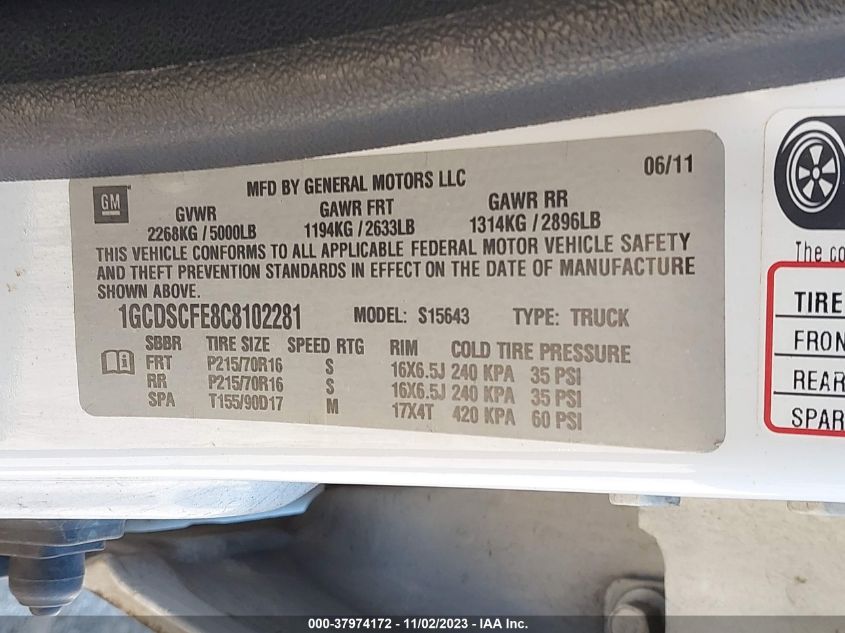 GM
MFD BY GENERAL MOTORS LLC
06/11
GVWR GAWR FRT GAWR RR
2268KG / 5000LB 1194KG / 2633LB 1314KG / 2896LB
THIS VEHICLE CONFORMS TO ALL APPLICABLE FEDERAL MOTOR VEHICLE SAFETY
AND THEFT PREVENTION STANDARDS IN EFFECT ON THE DATE OF MANUFACTURE
SHOWN ABOVE.
1GCDSCFE8C8102281 MODEL: S15643 TYPE: TRUCK
SBBR TIRE SIZE SPEED RTG RIM COLD TIRE PRESSURE
FRT P215/70R16 S 16X6.5J 240 KPA 35 PSI
RR P215/70R16 S 16X6.5J 240 KPA 35 PSI
SPA T155/90D17 M 17X4T 420 KPA 60 PSI
The co
TIRE
FRON
REAR
SPAR
000-37974172 - 11/02/2023 - IAA Inc.